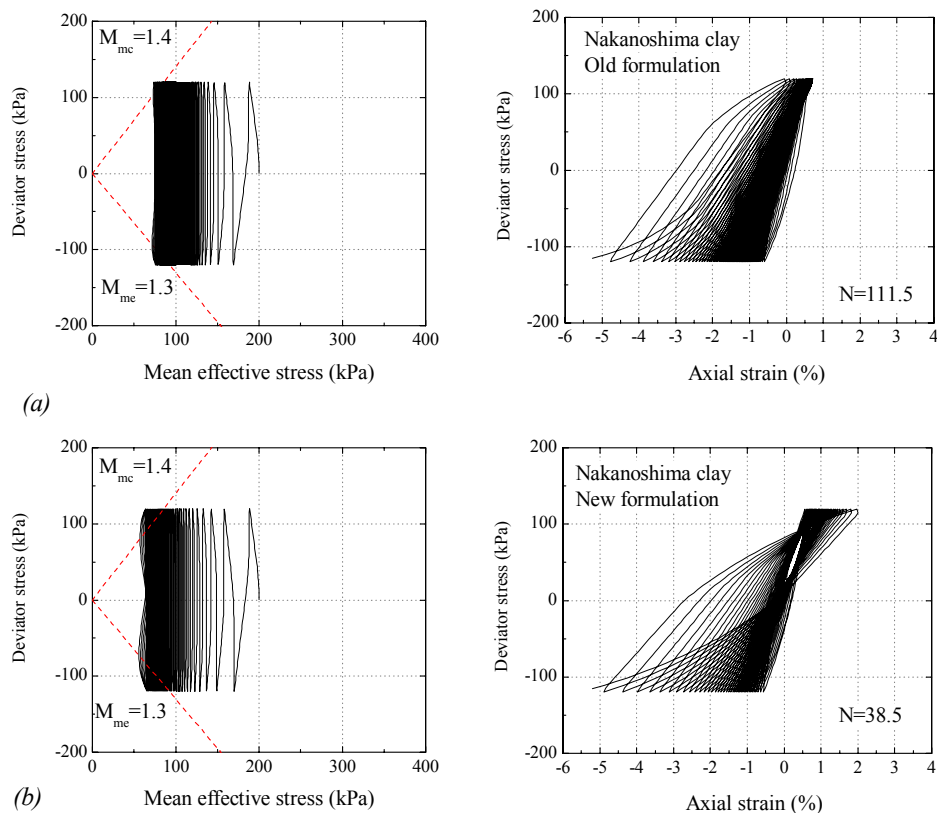 200
100
0
-100
-200
Deviator stress (kPa)
M_mc=1.4
M_me=1.3
0 100 200 300 400
Mean effective stress (kPa)
200
100
0
-100
-200
Deviator stress (kPa)
Nakanoshima clay
Old formulation
N=111.5
-6 -5 -4 -3 -2 -1 0 1 2 3 4
Axial strain (%)
(a)
200
100
0
-100
-200
Deviator stress (kPa)
M_mc=1.4
M_me=1.3
0 100 200 300 400
Mean effective stress (kPa)
200
100
0
-100
-200
Deviator stress (kPa)
Nakanoshima clay
New formulation
N=38.5
-6 -5 -4 -3 -2 -1 0 1 2 3 4
Axial strain (%)
(b)